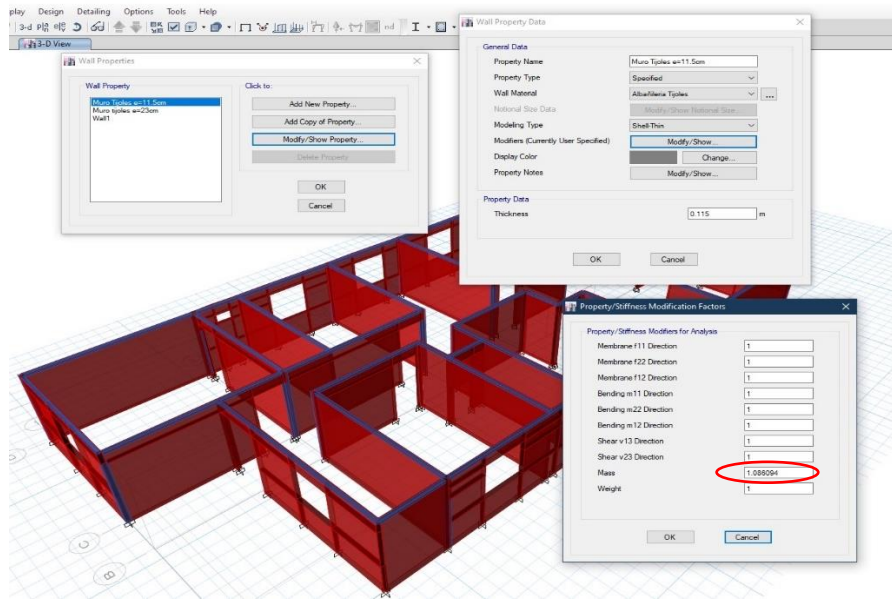 play Design Detailing Options Tools Help
3-d
nd
3-D View
Wall Properties
Wall Property
Muro Tijoles e=11.5cm
Muro tijoles e=23cm
Wall1
Click to:
Add New Property...
Add Copy of Property...
Modify/Show Property...
Delete Property
OK
Cancel
Wall Property Data
General Data
Property Name Muro Tijoles e=11.5cm
Property Type Specified
Wall Material Albañileria Tijoles ...
Notional Size Data Modify/Show Notional Size...
Modeling Type Shell-Thin
Modifiers (Currently User Specified) Modify/Show...
Display Color Change...
Property Notes Modify/Show...
Property Data
Thickness 0.115 m
OK Cancel
Property/Stiffness Modification Factors
Property/Stiffness Modifiers for Analysis
Membrane f11 Direction 1
Membrane f22 Direction 1
Membrane f12 Direction 1
Bending m11 Direction 1
Bending m22 Direction 1
Bending m12 Direction 1
Shear v13 Direction 1
Shear v23 Direction 1
Mass 1.086094
Weight 1
OK Cancel
C
B